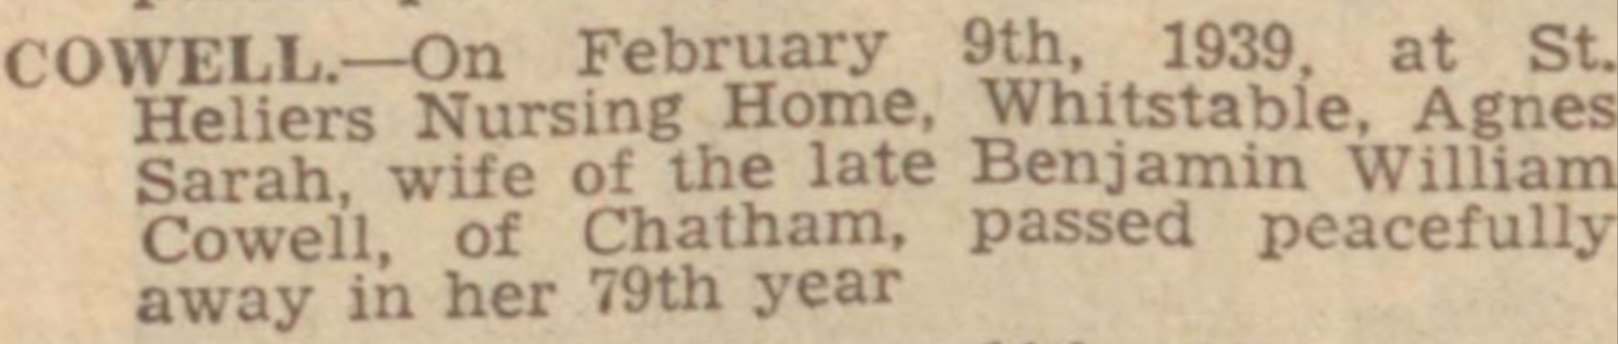 COWELL.—On February 9th, 1939, at St.
Heliers Nursing Home, Whitstable, Agnes
Sarah, wife of the late Benjamin William
Cowell, of Chatham, passed peacefully
away in her 79th year